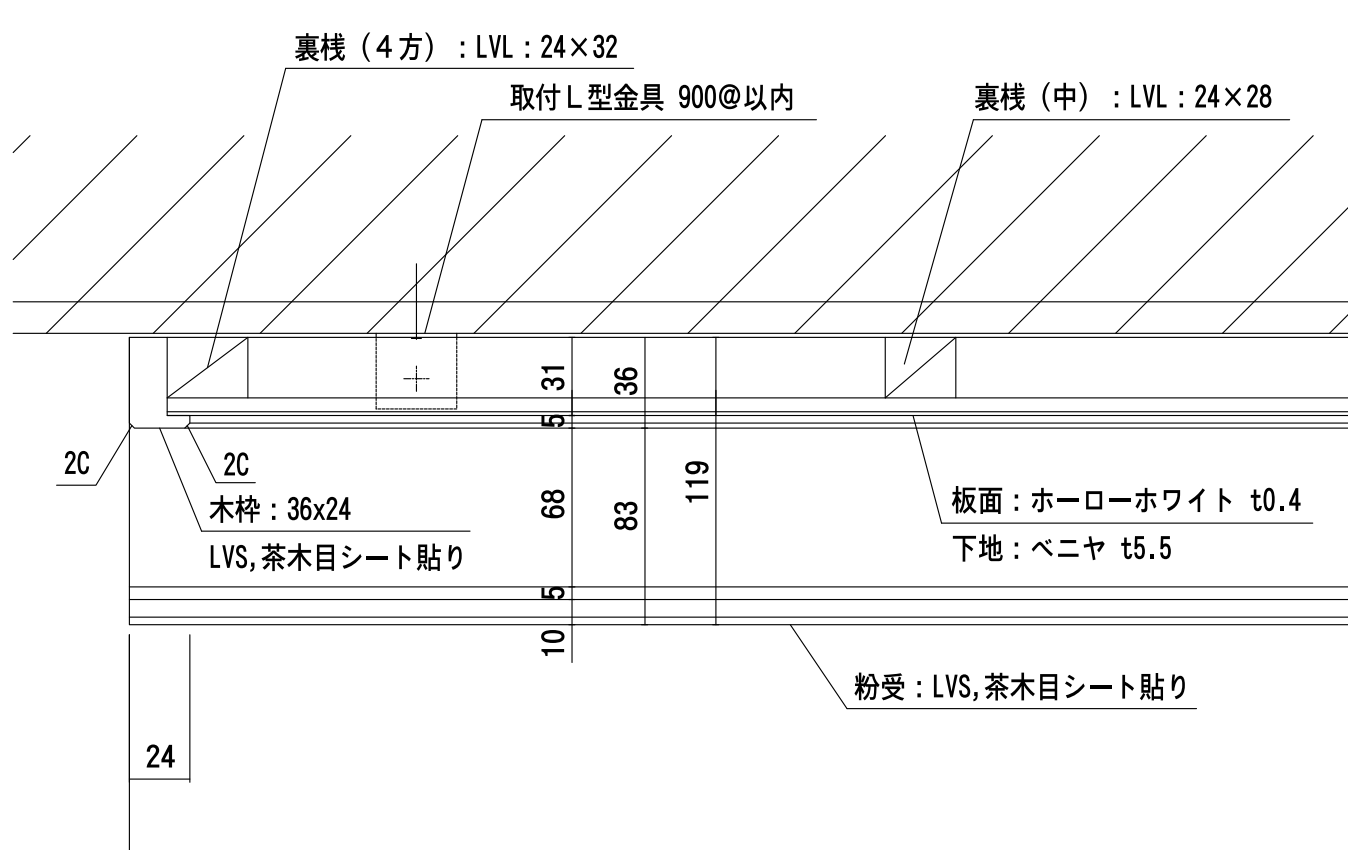 裏桟（４方）：LVL：24×32
取付Ｌ型金具 900@以内
裏桟（中）：LVL：24×28
31
36
5
2C
2C
119
木枠：36x24
LVS,茶木目シート貼り
68
83
板面：ホーローホワイト t0.4
下地：ベニヤ t5.5
5
10
粉受：LVS,茶木目シート貼り
24